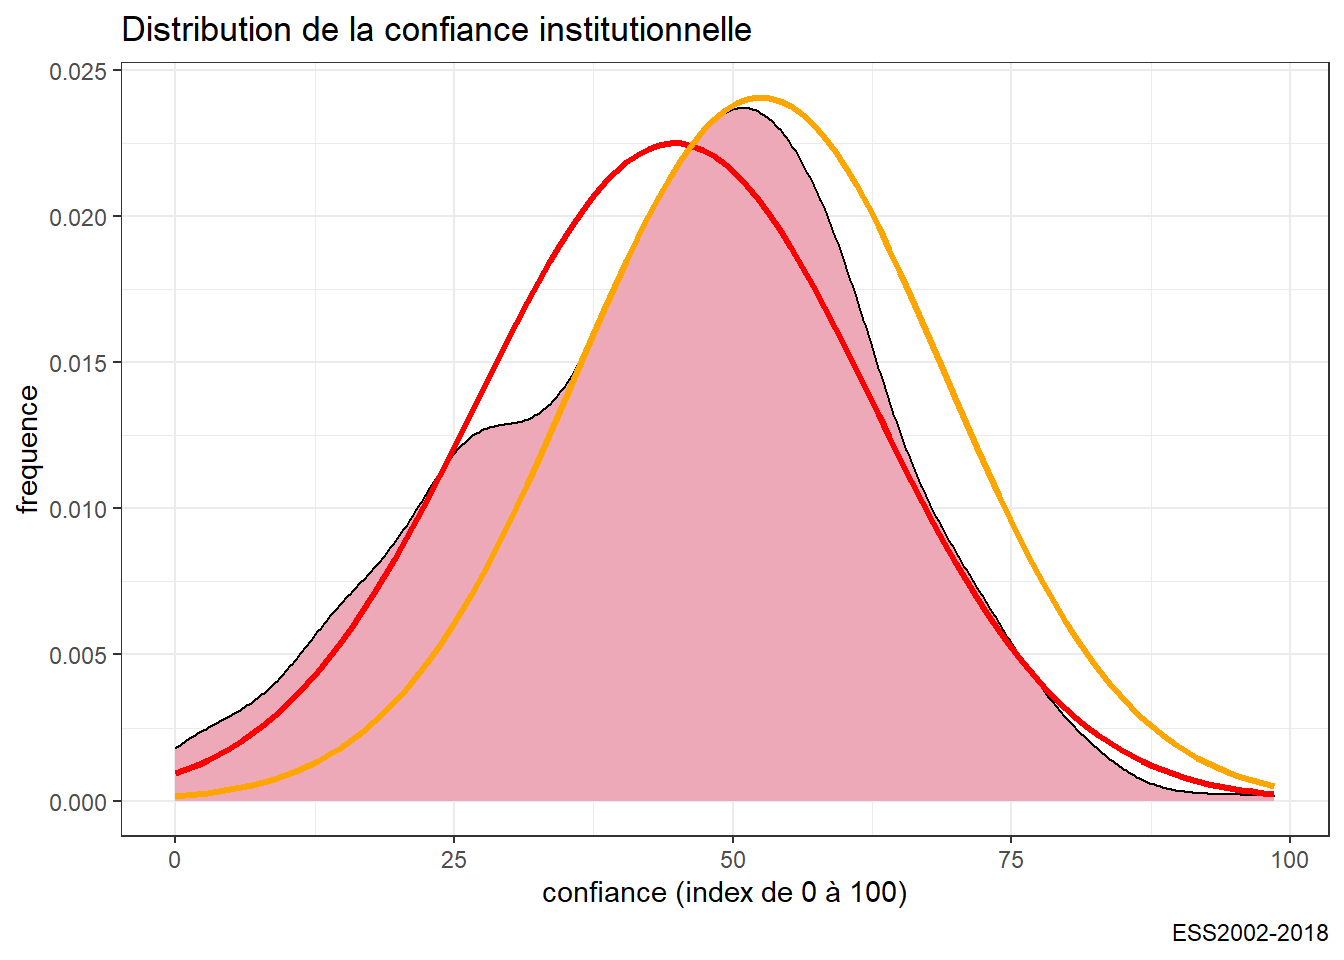 Distribution de la confiance institutionnelle
0.025
0.020
0.015
0.010
0.005
0.000
frequence
0 25 50 75 100
confiance (index de 0 à 100)
ESS2002-2018